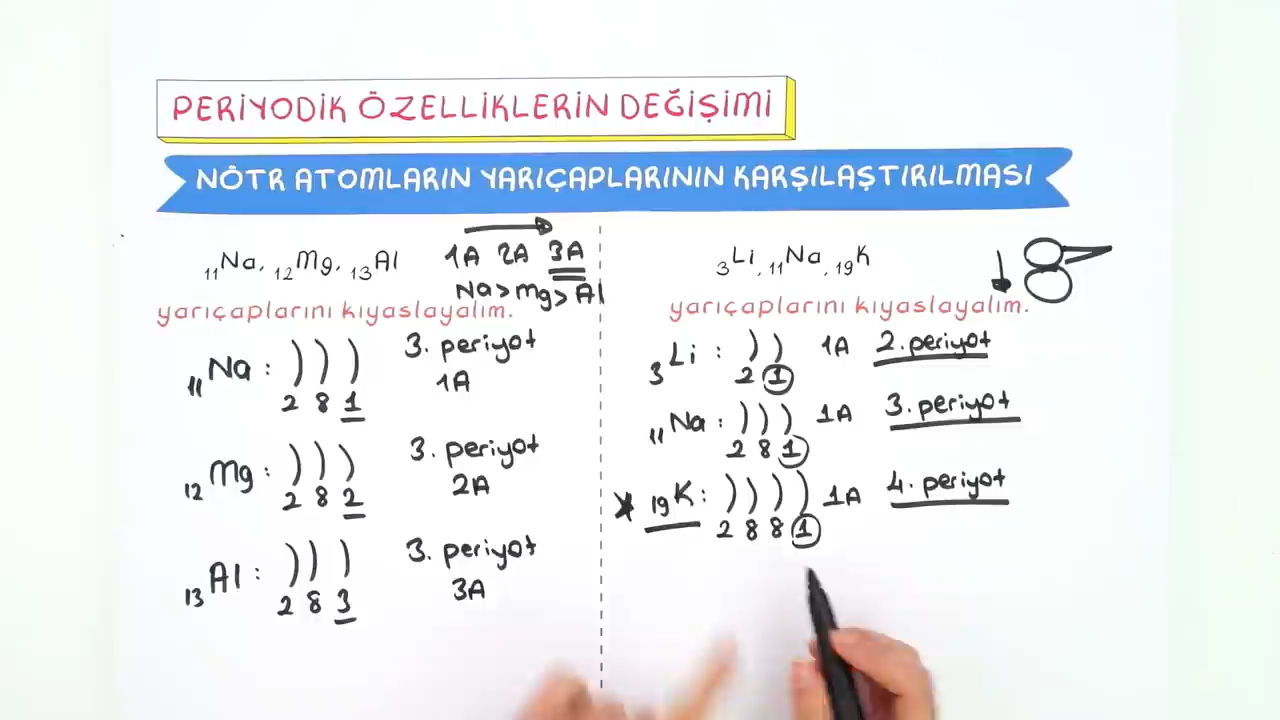 PERİYODİK ÖZELLİKLERİN DEĞİŞİMİ
NÖTR ATOMLARIN YARIÇAPLARININ KARŞILAŞTIRILMASI
11Na, 12Mg, 13Al
1A 2A 3A
Na > Mg > Al
yarıçaplarını kıyaslayalım.
11Na : ) ) )
2 8 1
3. periyot
1A
12Mg : ) ) )
2 8 2
3. periyot
2A
13Al : ) ) )
2 8 3
3. periyot
3A
3Li, 11Na, 19K
yarıçaplarını kıyaslayalım.
3Li : ) ) 1A 2. periyot
2 1
11Na : ) ) ) 1A 3. periyot
2 8 1
19K : ) ) ) ) 1A 4. periyot
2 8 8 1